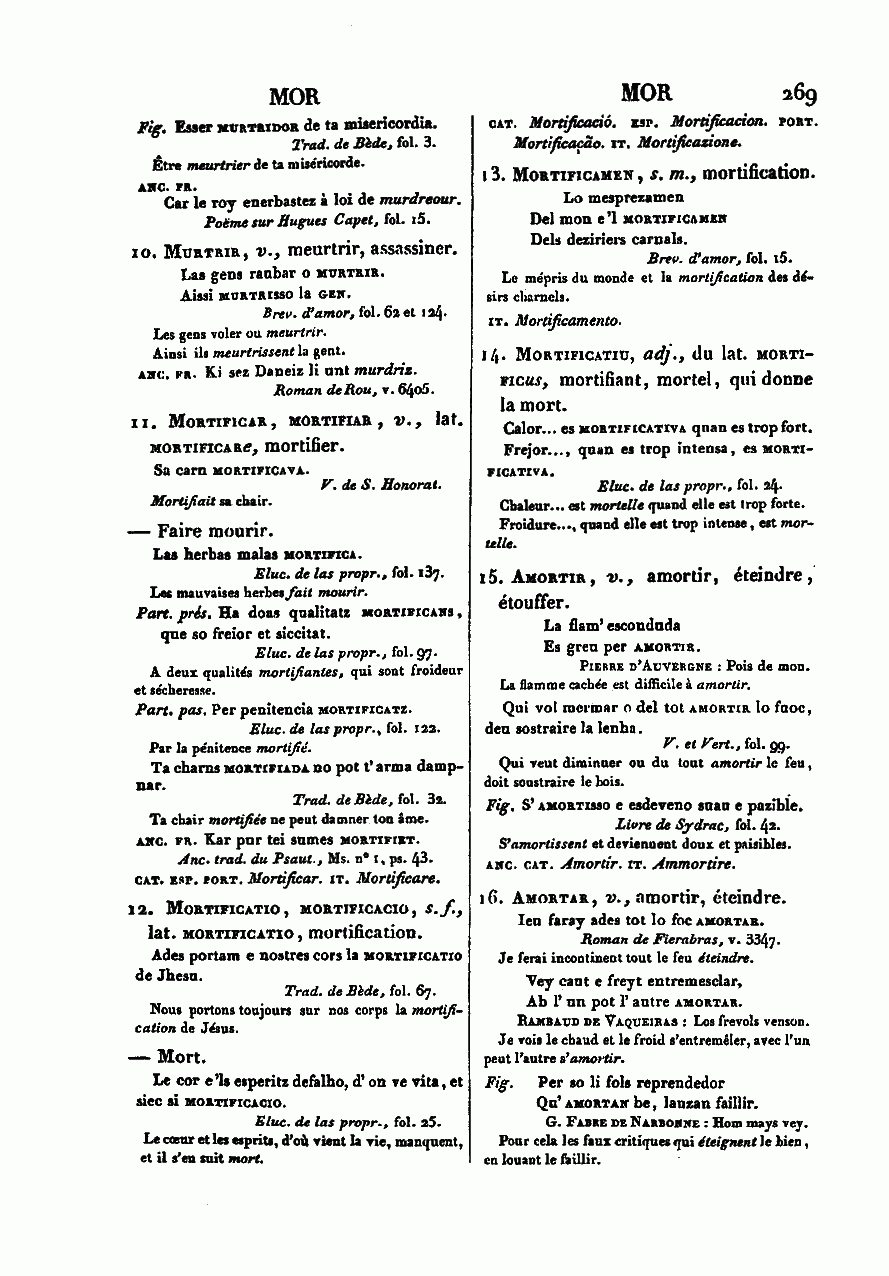 MOR
MOR 269
Fig. Esser MURTRIDOR de ta misericordia.
Trad. de Bède, fol. 3.
Être meurtrier de ta miséricorde.
ANC. FR.
Car le roy enerbastez à loi de murdreour.
Poëme sur Hugues Capet, fol. 15.
10. MURTRIR, v., meurtrir, assassiner.
Las gens raubar o MURTRIR.
Aissi MURTRISSO la GEN.
Brev. d'amor, fol. 62 et 124.
Les gens voler ou meurtrir.
Ainsi ils meurtrissent la gent.
ANC. FR. Ki sez Daneiz li unt murdriz.
Roman de Rou, v. 6405.
11. MORTIFICAR, MORTIFIAR, v., lat.
MORTIFICARe, mortifier.
Sa carn MORTIFICAVA.
V. de S. Honorat.
Mortifiait sa chair.
— Faire mourir.
Las herbas malas MORTIFICA.
Eluc. de las propr., fol. 137.
Les mauvaises herbes fait mourir.
Part. prés. Ha doas qualitatz MORTIFICANS,
que so freior et siccitat.
Eluc. de las propr., fol. 97.
A deux qualités mortifiantes, qui sont froideur
et sécheresse.
Part. pas. Per penitencia MORTIFICATZ.
Eluc. de las propr., fol. 122.
Par la pénitence mortifié.
Ta charns MORTIFIADA no pot t'arma damp-
nar.
Trad. de Bède, fol. 32.
Ta chair mortifiée ne peut damner ton âme.
ANC. FR. Kar pur tei sumes MORTIFIET.
Anc. trad. du Psaut., Ms. n° 1, ps. 43.
CAT. ESP. PORT. Mortificar. IT. Mortificare.
12. MORTIFICATIO, MORTIFICACIO, s. f.,
lat. MORTIFICATIO, mortification.
Ades portam e nostres cors la MORTIFICATIO
de Jhesu.
Trad. de Bède, fol. 67.
Nous portons toujours sur nos corps la mortifi-
cation de Jésus.
— Mort.
Le cor e'ls esperitz defalho, d'on ve vita, et
siec si MORTIFICACIO.
Eluc. de las propr., fol. 25.
Le cœur et les esprits, d'où vient la vie, manquent,
et il s'en suit mort.
CAT. Mortificació. ESP. Mortificacion. PORT.
Mortificação. IT. Mortificazione.
13. MORTIFICAMEN, s. m., mortification.
Lo mesprezamen
Del mon e'l MORTIFICAMEN
Dels deziriers carnals.
Brev. d'amor, fol. 15.
Le mépris du monde et la mortification des dé-
sirs charnels.
IT. Mortificamento.
14. MORTIFICATIU, adj., du lat. MORTI-
FICus, mortifiant, mortel, qui donne
la mort.
Calor... es MORTIFICATIVA quan es trop fort.
Frejor..., quan es trop intensa, es MORTI-
FICATIVA.
Eluc. de las propr., fol. 24.
Chaleur... est mortelle quand elle est trop forte.
Froidure..., quand elle est trop intense, est mor-
telle.
15. AMORTIR, v., amortir, éteindre,
étouffer.
La flam' esconduda
Es greu per AMORTIR.
PIERRE D'AUVERGNE : Pois de mon.
La flamme cachée est difficile à amortir.
Qui vol mermar o del tot AMORTIR lo fuoc,
deu sostraire la lenha.
V. et Vert., fol. 99.
Qui veut diminuer ou du tout amortir le feu,
doit soustraire le bois.
Fig. S'AMORTISSO e esdeveno suau e pazible.
Livre de Sydrac, fol. 42.
S'amortissent et deviennent doux et paisibles.
ANC. CAT. Amortir. IT. Ammortire.
16. AMORTAR, v., amortir, éteindre.
Ieu faray ades tot lo foc AMORTAR.
Roman de Fierabras, v. 3347.
Je ferai incontinent tout le feu éteindre.
Vey caut e freyt entremesclar,
Ab l'un pot l'autre AMORTAR.
RAMBAUD DE VAQUEIRAS : Los frevols venson.
Je vois le chaud et le froid s'entremêler, avec l'un
peut l'autre s'amortir.
Fig. Per so li fols reprendedor
Qu'AMORTAN be, lauzan faillir.
G. FABRE DE NARBONNE : Hom mays vey.
Pour cela les faux critiques qui éteignent le bien,
en louant le faillir.